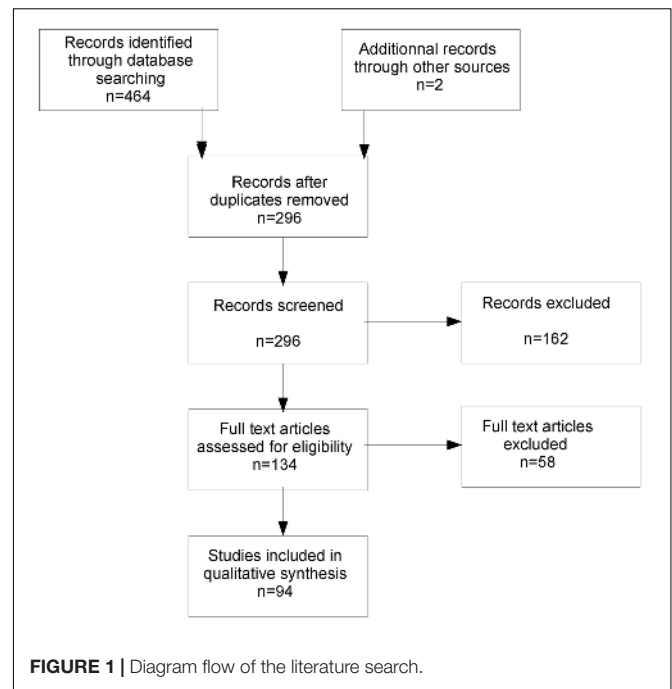 Records identified
through database
searching
n=464
Additionnal records
through other sources
n=2
Records after
duplicates removed
n=296
Records screened
n=296
Records excluded
n=162
Full text articles
assessed for eligibility
n=134
Full text articles
excluded
n=58
Studies included in
qualitative synthesis
n=94
FIGURE 1 | Diagram flow of the literature search.